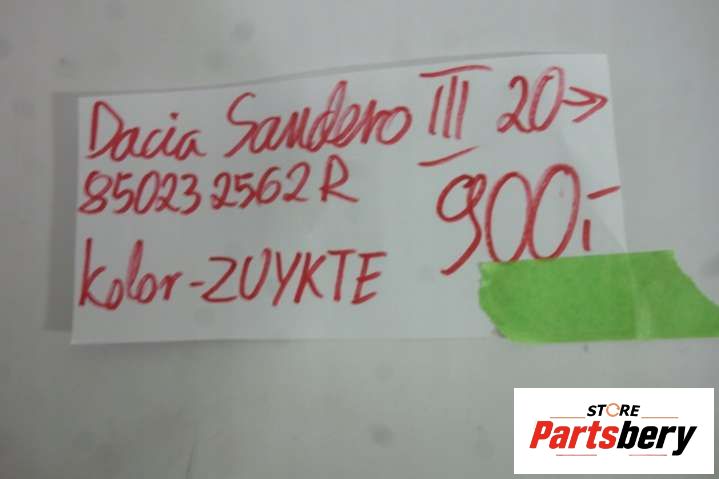 Dacia Sandero III 20→
850232562R
900,-
kolor-ZUYKTE
STORE
Partsbery